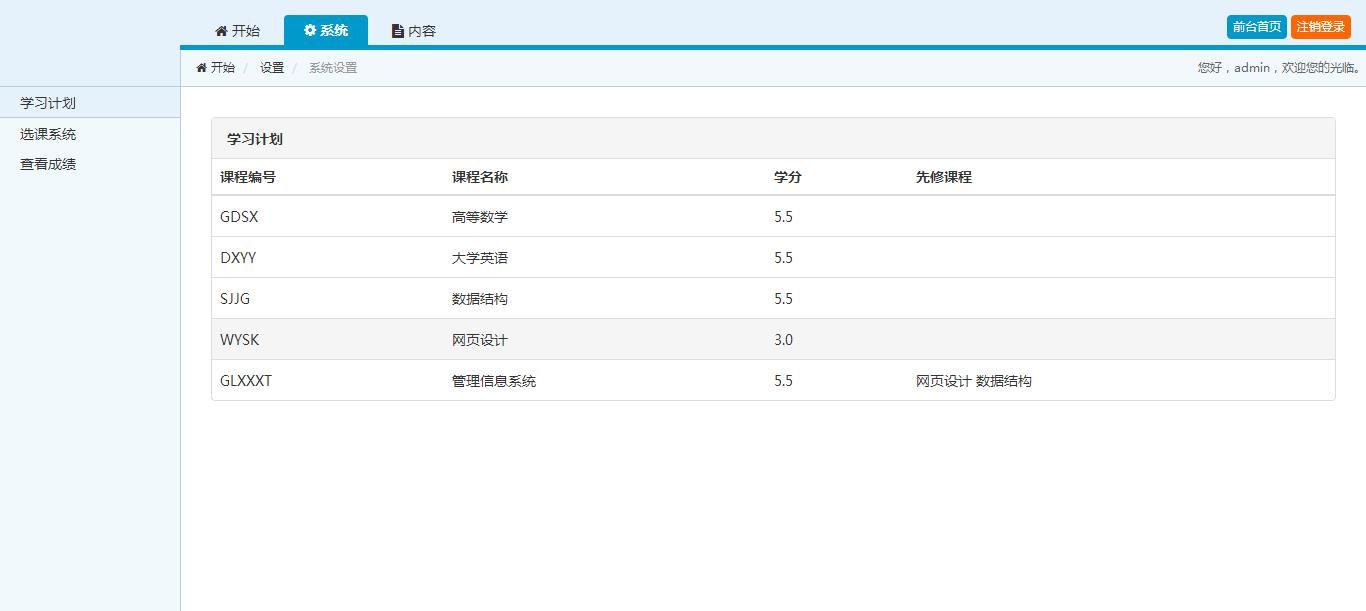 开始 系统 内容 前台首页 注销登录
开始 / 设置 / 系统设置 您好，admin，欢迎您的光临。
学习计划
选课系统
查看成绩
学习计划
课程编号 课程名称 学分 先修课程
GDSX 高等数学 5.5
DXYY 大学英语 5.5
SJJG 数据结构 5.5
WYSK 网页设计 3.0
GLXXXT 管理信息系统 5.5 网页设计 数据结构